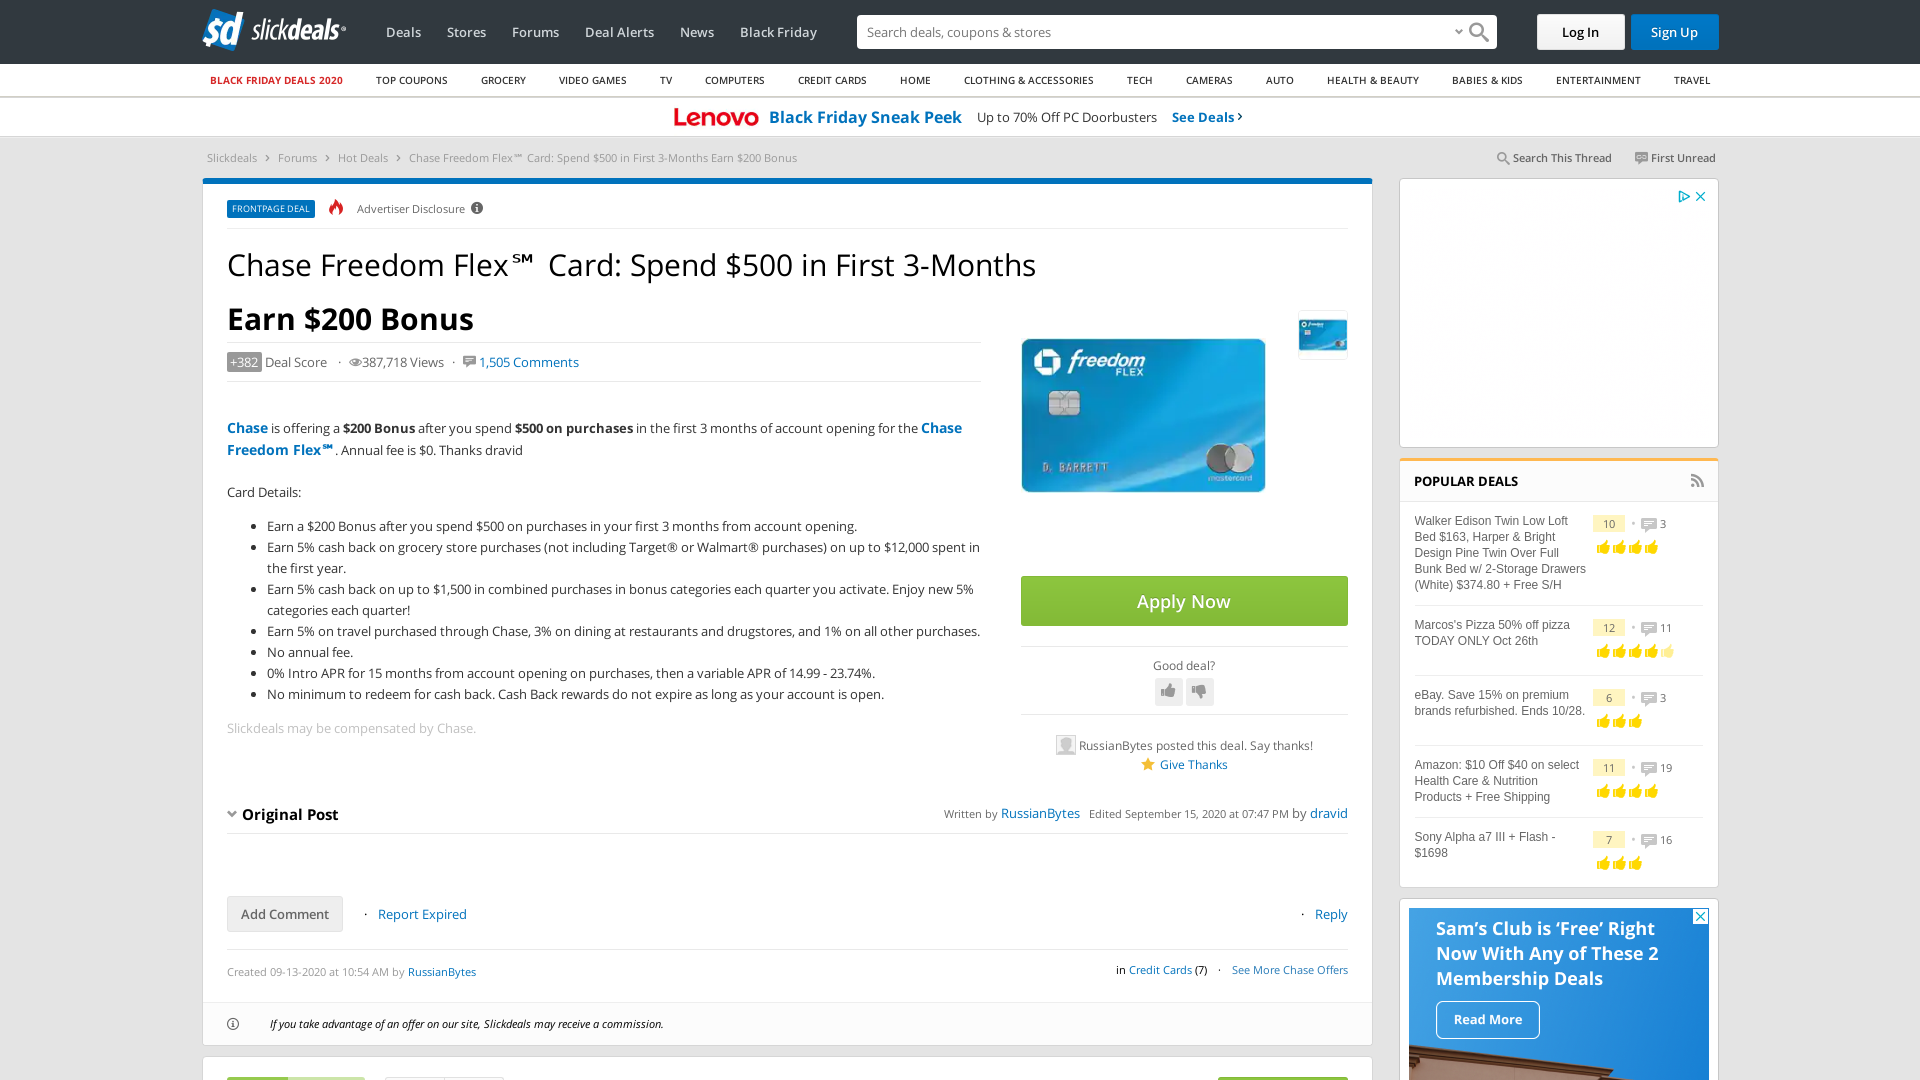 slickdeals
Deals
Stores
Forums
Deal Alerts
News
Black Friday
Search deals, coupons & stores
Log In
Sign Up
BLACK FRIDAY DEALS 2020
TOP COUPONS
GROCERY
VIDEO GAMES
TV
COMPUTERS
CREDIT CARDS
HOME
CLOTHING & ACCESSORIES
TECH
CAMERAS
AUTO
HEALTH & BEAUTY
BABIES & KIDS
ENTERTAINMENT
TRAVEL
Lenovo Black Friday Sneak Peek Up to 70% Off PC Doorbusters See Deals ›
Slickdeals › Forums › Hot Deals › Chase Freedom Flex℠ Card: Spend $500 in First 3-Months Earn $200 Bonus
Search This Thread
First Unread
FRONTPAGE DEAL
Advertiser Disclosure
Chase Freedom Flex℠ Card: Spend $500 in First 3-Months
Earn $200 Bonus
+382 Deal Score · 387,718 Views · 1,505 Comments
Chase is offering a $200 Bonus after you spend $500 on purchases in the first 3 months of account opening for the Chase
Freedom Flex℠. Annual fee is $0. Thanks dravid
Card Details:
• Earn a $200 Bonus after you spend $500 on purchases in your first 3 months from account opening.
• Earn 5% cash back on grocery store purchases (not including Target® or Walmart® purchases) on up to $12,000 spent in
the first year.
• Earn 5% cash back on up to $1,500 in combined purchases in bonus categories each quarter you activate. Enjoy new 5%
categories each quarter!
• Earn 5% on travel purchased through Chase, 3% on dining at restaurants and drugstores, and 1% on all other purchases.
• No annual fee.
• 0% Intro APR for 15 months from account opening on purchases, then a variable APR of 14.99 - 23.74%.
• No minimum to redeem for cash back. Cash Back rewards do not expire as long as your account is open.
Slickdeals may be compensated by Chase.
freedom
FLEX
D. BARRETT
mastercard
Apply Now
Good deal?
RussianBytes posted this deal. Say thanks!
Give Thanks
Original Post
Written by RussianBytes Edited September 15, 2020 at 07:47 PM by dravid
Add Comment
· Report Expired
· Reply
Created 09-13-2020 at 10:54 AM by RussianBytes
in Credit Cards (7) · See More Chase Offers
If you take advantage of an offer on our site, Slickdeals may receive a commission.
POPULAR DEALS
Walker Edison Twin Low Loft
Bed $163, Harper & Bright
Design Pine Twin Over Full
Bunk Bed w/ 2-Storage Drawers
(White) $374.80 + Free S/H
10 • 3
Marcos's Pizza 50% off pizza
TODAY ONLY Oct 26th
12 • 11
eBay. Save 15% on premium
brands refurbished. Ends 10/28.
6 • 3
Amazon: $10 Off $40 on select
Health Care & Nutrition
Products + Free Shipping
11 • 19
Sony Alpha a7 III + Flash -
$1698
7 • 16
Sam's Club is 'Free' Right
Now With Any of These 2
Membership Deals
Read More